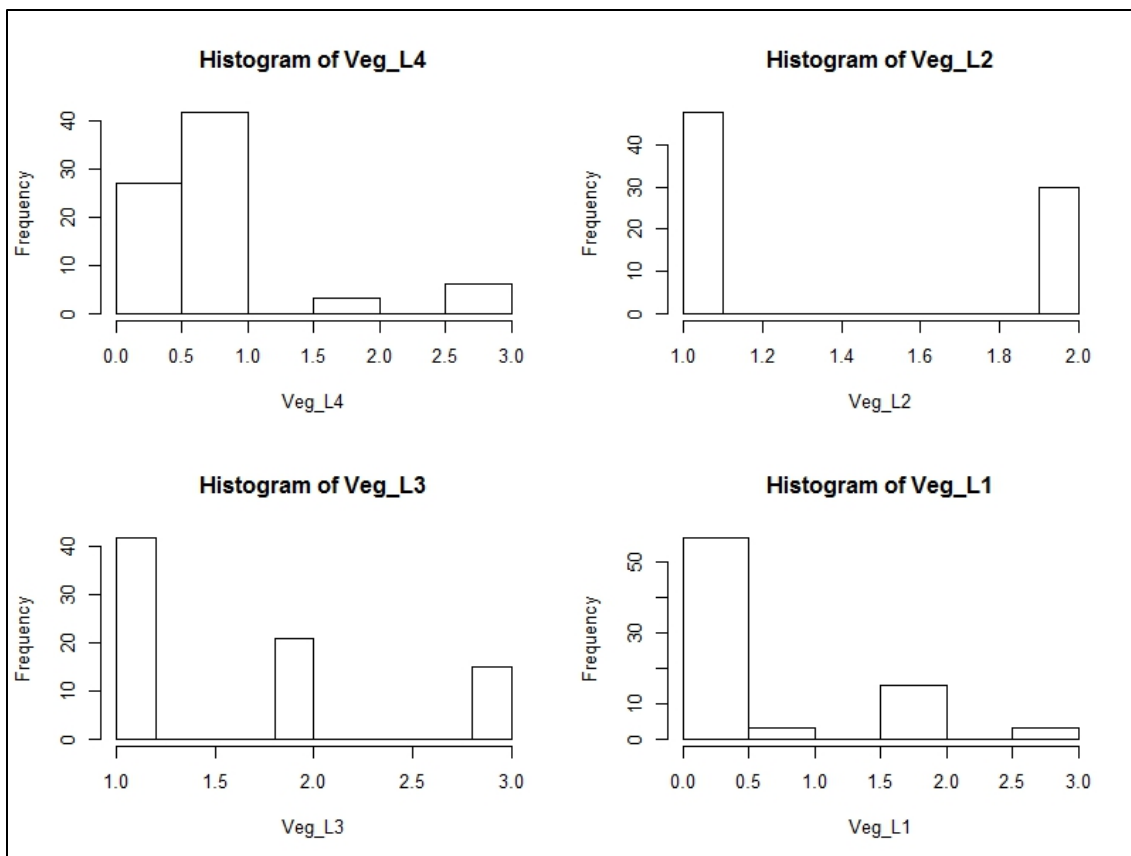 Histogram of Veg_L4
Frequency
40
30
20
10
0
0.0 0.5 1.0 1.5 2.0 2.5 3.0
Veg_L4
Histogram of Veg_L2
Frequency
40
30
20
10
0
1.0 1.2 1.4 1.6 1.8 2.0
Veg_L2
Histogram of Veg_L3
Frequency
40
30
20
10
0
1.0 1.5 2.0 2.5 3.0
Veg_L3
Histogram of Veg_L1
Frequency
50
30
10
0
0.0 0.5 1.0 1.5 2.0 2.5 3.0
Veg_L1